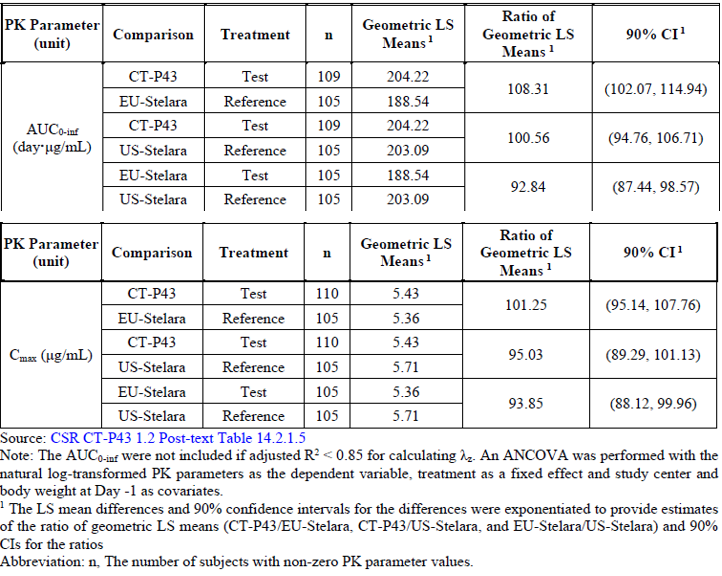 PK Parameter (unit) Comparison Treatment n Geometric LS Means 1 Ratio of Geometric LS Means 1 90% CI 1
AUC0-inf (day·µg/mL)
CT-P43 Test 109 204.22 108.31 (102.07, 114.94)
EU-Stelara Reference 105 188.54
CT-P43 Test 109 204.22 100.56 (94.76, 106.71)
US-Stelara Reference 105 203.09
EU-Stelara Test 105 188.54 92.84 (87.44, 98.57)
US-Stelara Reference 105 203.09
PK Parameter (unit) Comparison Treatment n Geometric LS Means 1 Ratio of Geometric LS Means 1 90% CI 1
Cmax (µg/mL)
CT-P43 Test 110 5.43 101.25 (95.14, 107.76)
EU-Stelara Reference 105 5.36
CT-P43 Test 110 5.43 95.03 (89.29, 101.13)
US-Stelara Reference 105 5.71
EU-Stelara Test 105 5.36 93.85 (88.12, 99.96)
US-Stelara Reference 105 5.71
Source: CSR CT-P43 1.2 Post-text Table 14.2.1.5
Note: The AUC0-inf were not included if adjusted R2 < 0.85 for calculating λz. An ANCOVA was performed with the
natural log-transformed PK parameters as the dependent variable, treatment as a fixed effect and study center and
body weight at Day -1 as covariates.
1 The LS mean differences and 90% confidence intervals for the differences were exponentiated to provide estimates
of the ratio of geometric LS means (CT-P43/EU-Stelara, CT-P43/US-Stelara, and EU-Stelara/US-Stelara) and 90%
CIs for the ratios
Abbreviation: n, The number of subjects with non-zero PK parameter values.